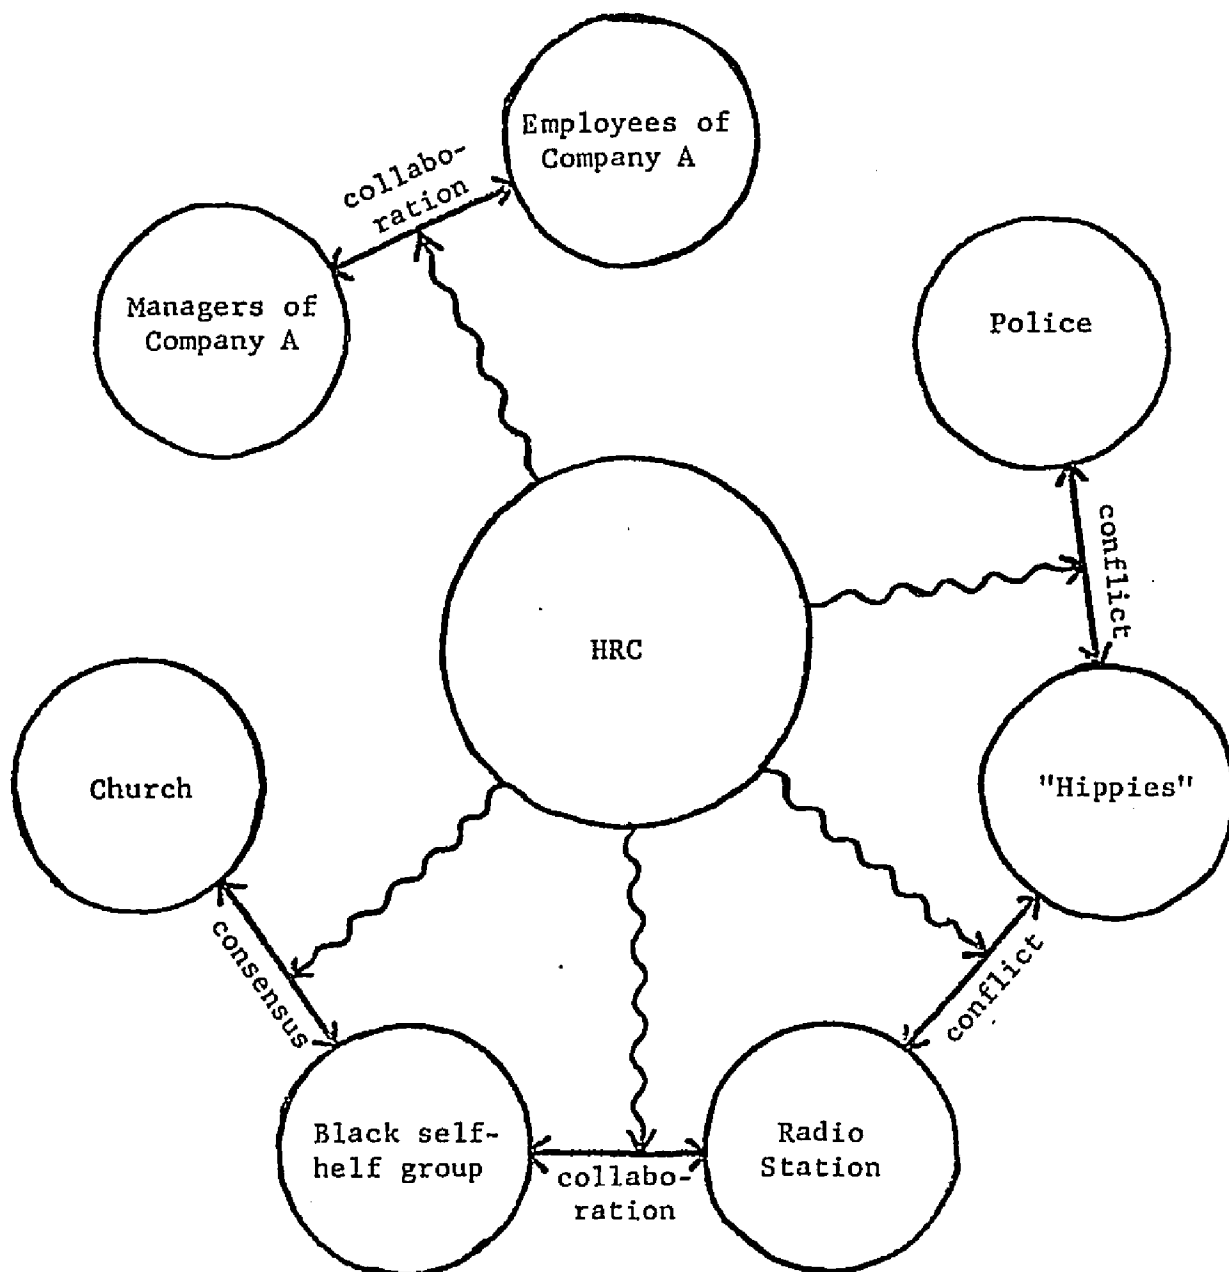 Employees of
Company A
collabo-
ration
Managers of
Company A
Police
conflict
HRC
Church
"Hippies"
consensus
conflict
Black self-
helf group
collabo-
ration
Radio
Station